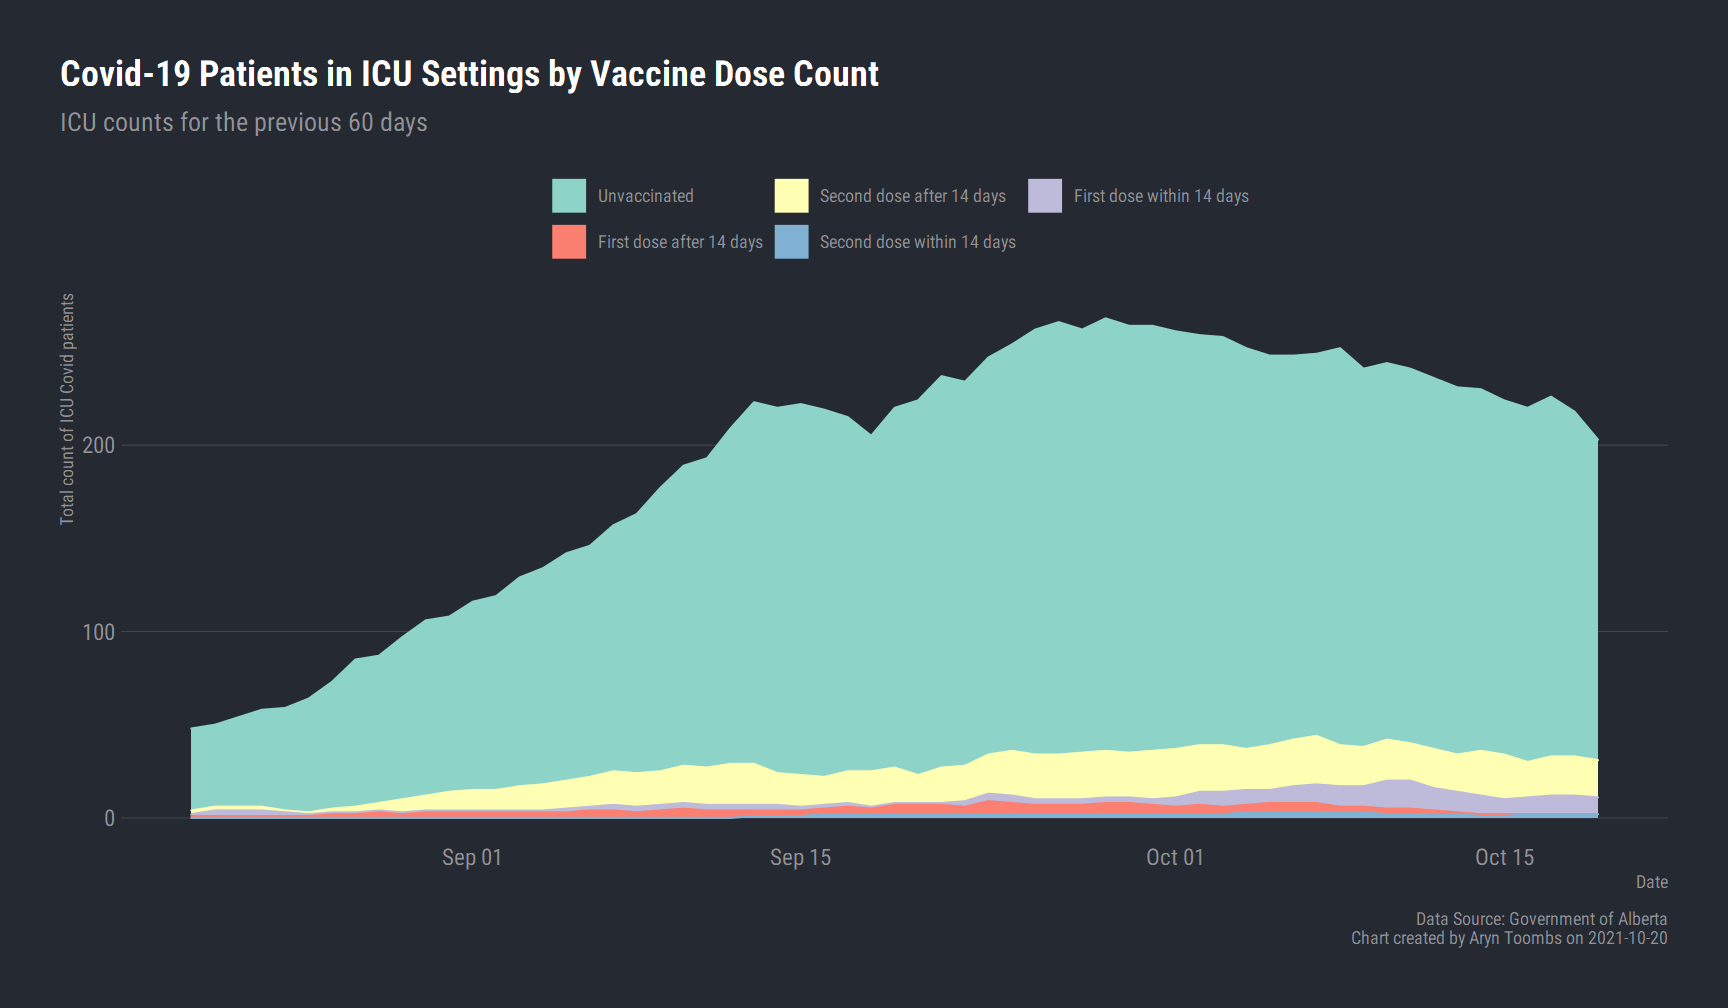 Covid-19 Patients in ICU Settings by Vaccine Dose Count
ICU counts for the previous 60 days
Unvaccinated
Second dose after 14 days
First dose within 14 days
First dose after 14 days
Second dose within 14 days
Total count of ICU Covid patients
200
100
0
Sep 01
Sep 15
Oct 01
Oct 15
Date
Data Source: Government of Alberta
Chart created by Aryn Toombs on 2021-10-20